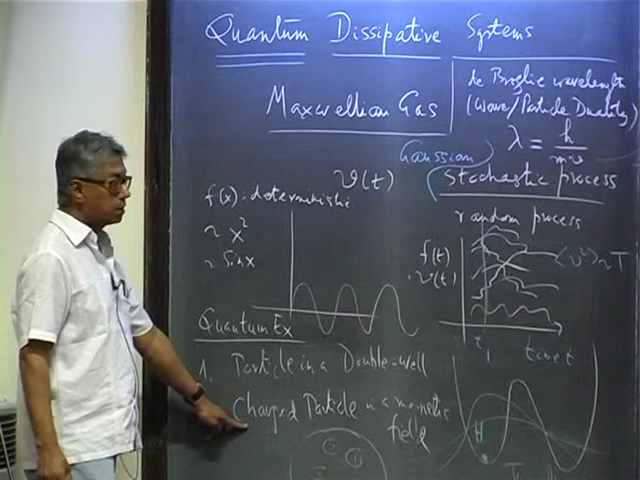 Quantum Dissipative Systems
Maxwellian Gas
de Broglie wavelength
(Wave/Particle Duality)
λ = h/mv
Gaussian
Stochastic process
f(x) - deterministic
v(t)
~ x²
~ Sin x
random process
f(t)
v(t)
<v²> ~ T
time t
Quantum Ex
1. Particle in a Double-well
Charged Particle in a magnetic
field